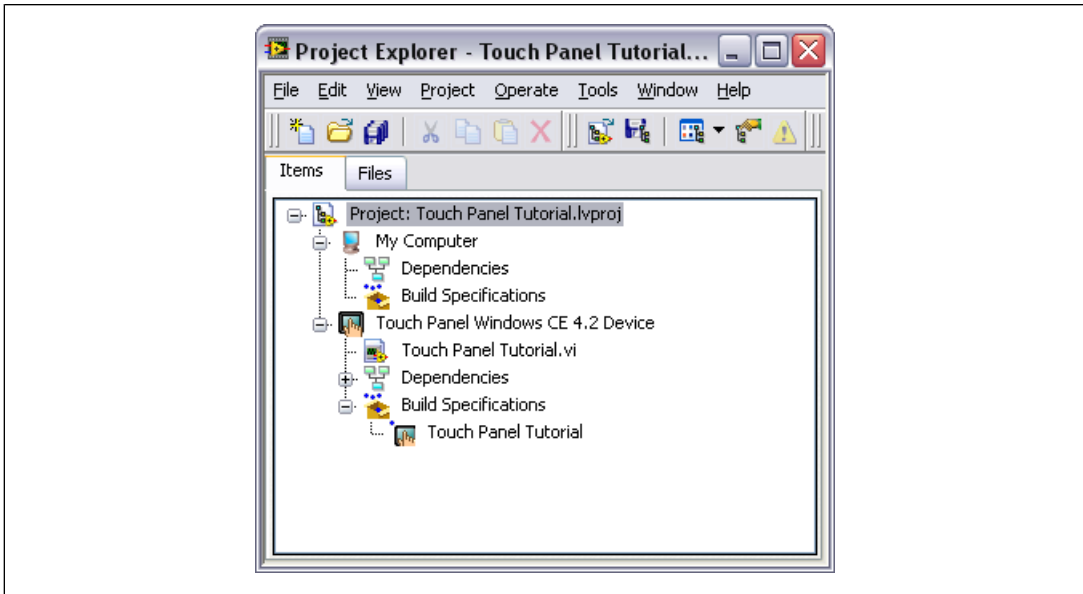 Project Explorer - Touch Panel Tutorial...
File Edit View Project Operate Tools Window Help
Items Files
Project: Touch Panel Tutorial.lvproj
My Computer
Dependencies
Build Specifications
Touch Panel Windows CE 4.2 Device
Touch Panel Tutorial.vi
Dependencies
Build Specifications
Touch Panel Tutorial